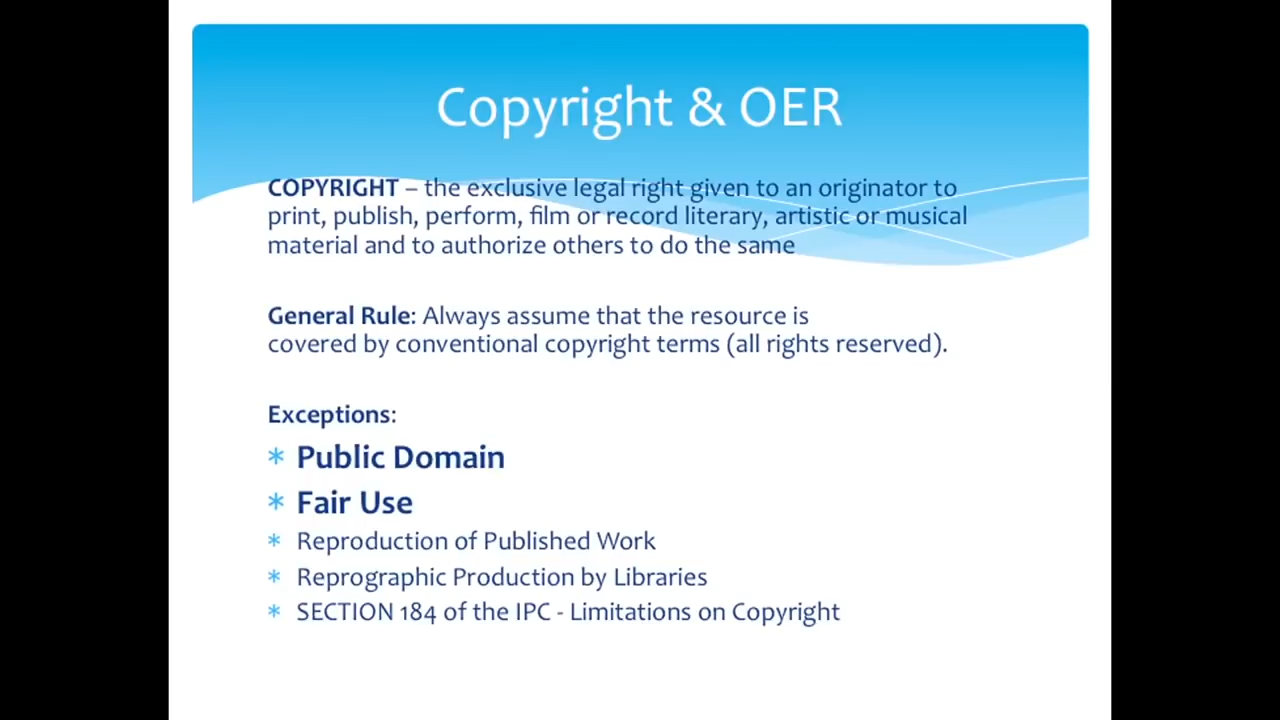 Copyright & OER
COPYRIGHT – the exclusive legal right given to an originator to
print, publish, perform, film or record literary, artistic or musical
material and to authorize others to do the same
General Rule: Always assume that the resource is
covered by conventional copyright terms (all rights reserved).
Exceptions:
* Public Domain
* Fair Use
* Reproduction of Published Work
* Reprographic Production by Libraries
* SECTION 184 of the IPC - Limitations on Copyright